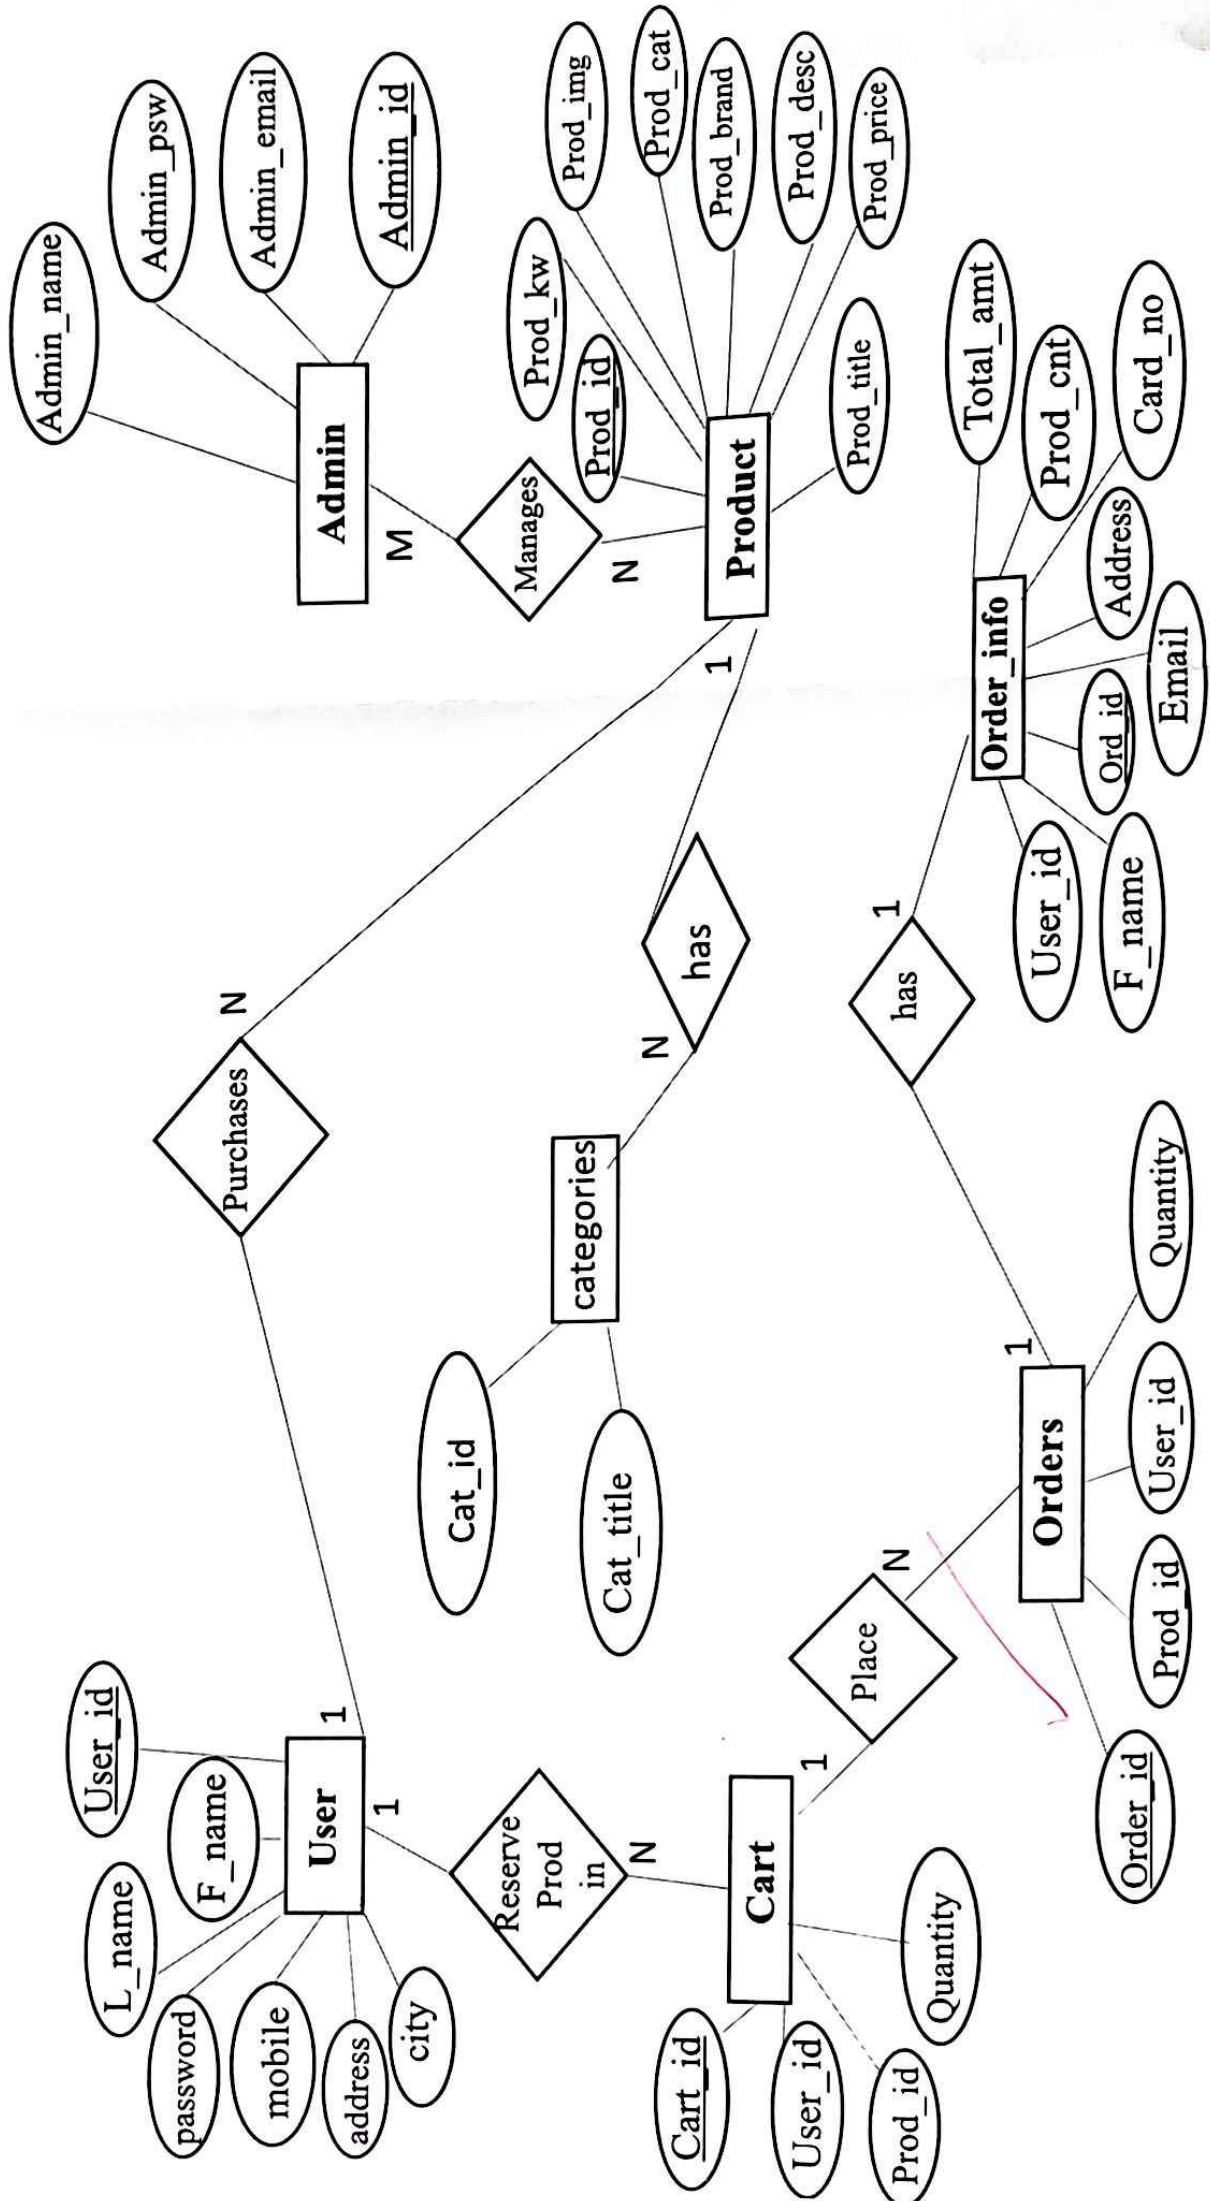 User_id
F_name
L_name
password
mobile
address
city
User
1
1
Purchases
N
Admin_name
Admin_psw
Admin_email
Admin_id
Admin
M
Manages
N
Prod_id
Prod_kw
Prod_img
Prod_cat
Prod_brand
Prod_desc
Prod_price
Prod_title
Product
1
has
N
categories
Cat_id
Cat_title
Reserve
Prod
in
N
Cart
1
Cart_id
User_id
Prod_id
Quantity
Place
N
Orders
1
Order_id
Prod_id
User_id
Quantity
has
1
Order_info
User_id
F_name
Ord_id
Email
Address
Card_no
Prod_cnt
Total_amt